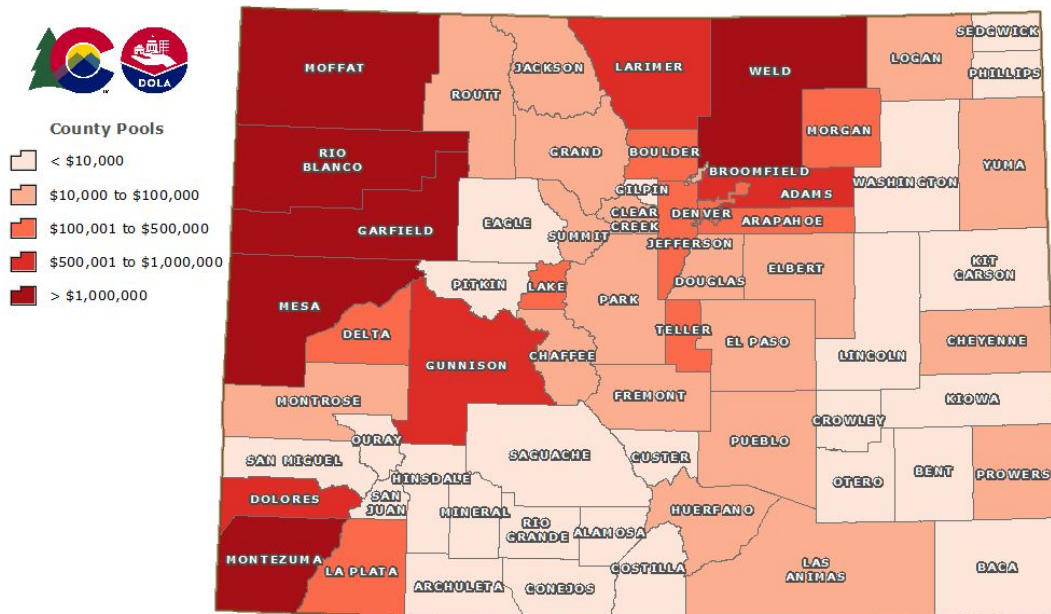 DOLA
County Pools
< $10,000
$10,000 to $100,000
$100,001 to $500,000
$500,001 to $1,000,000
> $1,000,000
MOFFAT
ROUTT
JACKSON
LARIMER
WELD
LOGAN
SEDGWICK
PHILLIPS
RIO
BLANCO
GRAND
BOULDER
MORGAN
YUMA
GARFIELD
EAGLE
GILPIN
BROOMFIELD
ADAMS
WASHINGTON
SUMMIT
CLEAR
CREEK
DENVER
ARAPAHOE
JEFFERSON
MESA
PITKIN
LAKE
PARK
DOUGLAS
ELBERT
KIT
CARSON
DELTA
GUNNISON
CHAFFEE
TELLER
EL PASO
LINCOLN
CHEYENNE
MONTROSE
FREMONT
CROWLEY
KIOWA
OURAY
SAN MIGUEL
SAGUACHE
CUSTER
PUEBLO
OTERO
BENT
PROWERS
HINSDALE
DOLORES
SAN
JUAN
MINERAL
RIO
GRANDE
ALAMOSA
HUERFANO
MONTEZUMA
LA PLATA
ARCHULETA
CONEJOS
COSTILLA
LAS
ANIMAS
BACA